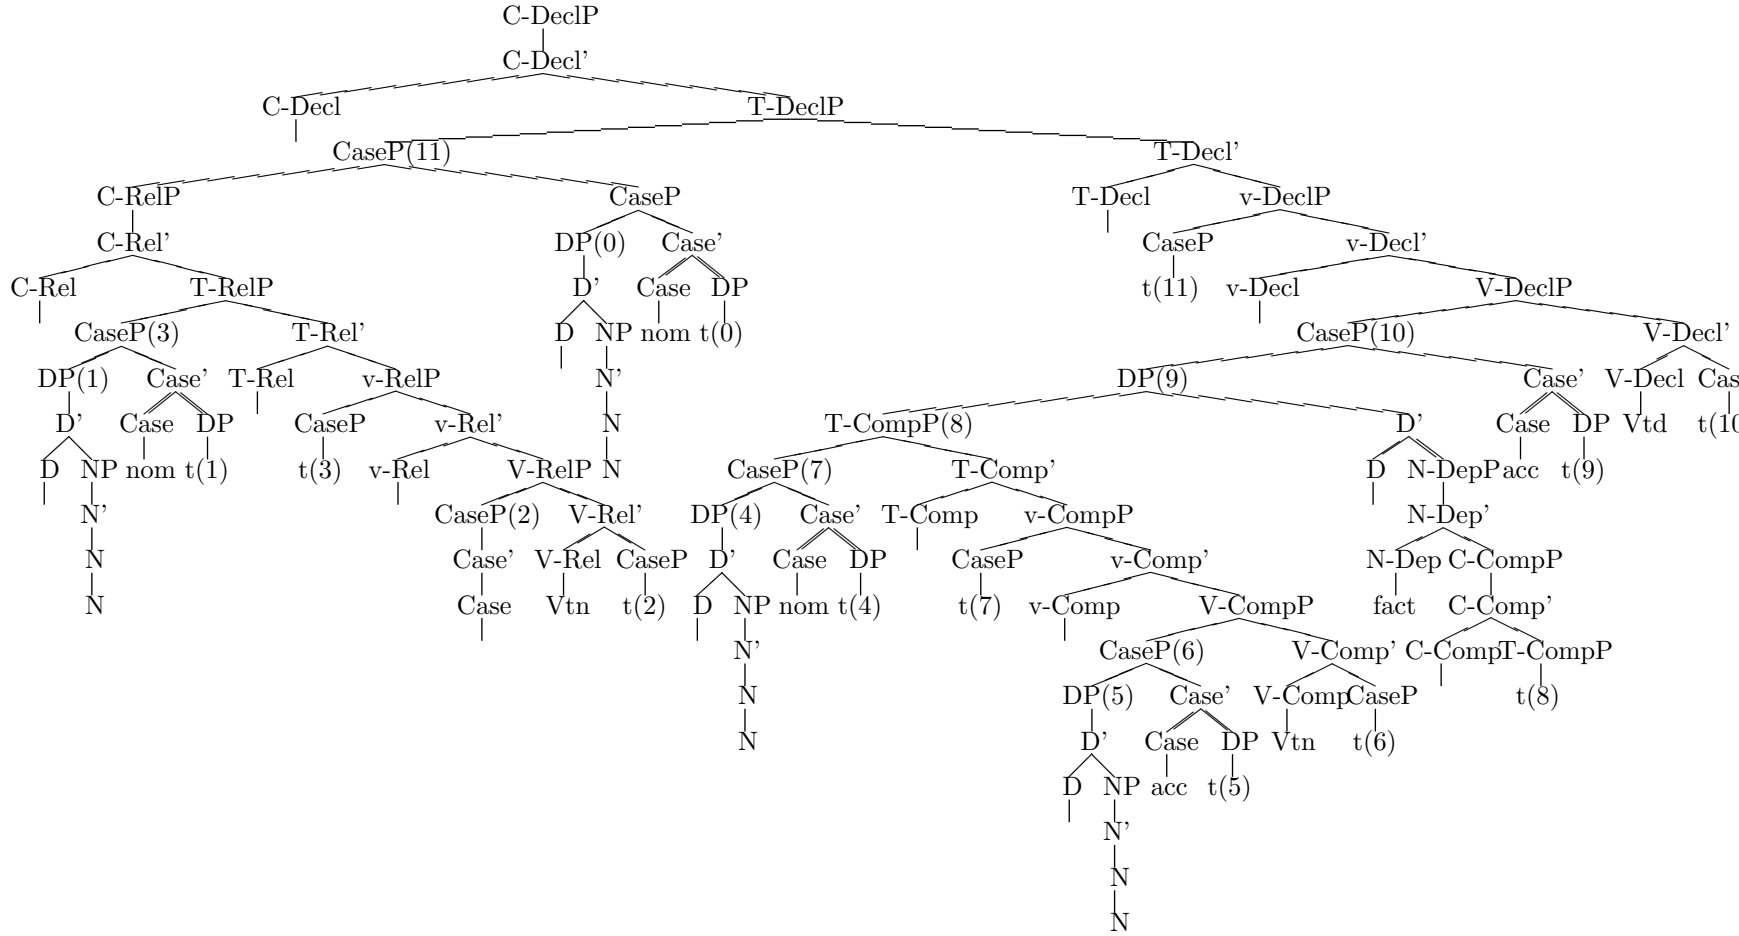 C-DeclP
C-Decl’
C-Decl T-DeclP
CaseP(11) T-Decl’
C-RelP CaseP T-Decl v-DeclP
C-Rel’ DP(0) Case’ CaseP v-Decl’
C-Rel T-RelP D’ Case DP t(11) v-Decl V-DeclP
CaseP(3) T-Rel’ D NP nom t(0) CaseP(10) V-Decl’
DP(1) Case’ T-Rel v-RelP N’ DP(9) Case’ V-Decl Cas
D’ Case DP CaseP v-Rel’ N T-CompP(8) D’ Case DP Vtd t(10
D NP nom t(1) t(3) v-Rel V-RelP N CaseP(7) T-Comp’ D N-DepP acc t(9)
N’ CaseP(2) V-Rel’ DP(4) Case’ T-Comp v-CompP N-Dep’
N Case’ V-Rel CaseP D’ Case DP CaseP v-Comp’ N-Dep C-CompP
N Case Vtn t(2) D NP nom t(4) t(7) v-Comp V-CompP fact C-Comp’
N’ CaseP(6) V-Comp’ C-Comp T-CompP
N DP(5) Case’ V-Comp CaseP t(8)
N D’ Case DP Vtn t(6)
D NP acc t(5)
N’
N
N